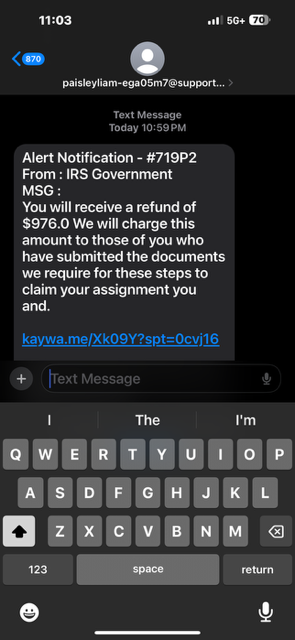 11:03
5G+ 70
870
paisleyliam-ega05m7@support...
Text Message
Today 10:59 PM
Alert Notification - #719P2
From : IRS Government
MSG :
You will receive a refund of
$976.0 We will charge this
amount to those of you who
have submitted the documents
we require for these steps to
claim your assignment you
and.
kaywa.me/Xk09Y?spt=0cvj16
Text Message
I The I'm
Q W E R T Y U I O P
A S D F G H J K L
Z X C V B N M
123 space return